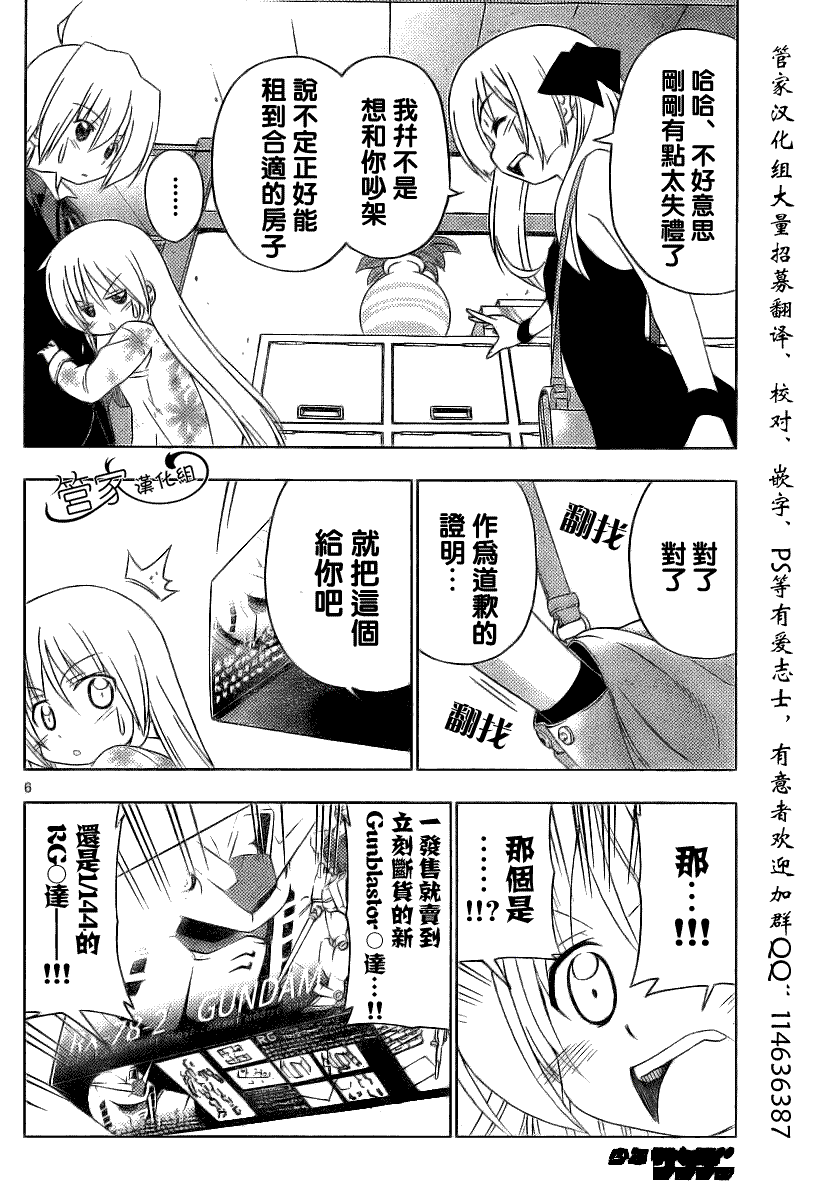 哈哈、不好意思
剛剛有點太失禮了
我幷不是
想和你吵架
說不定正好能
租到合適的房子
……
對了
對了
翻找
作爲道歉的
證明…
翻找
就把這個
給你吧
管家漢化組
6
那…!!!
那個是
……!!?
一發售就賣到
立刻斷貨的新
Gunblastor○達…!!
還是1/144的
RG○達——!!!
RX-78-2 GUNDAM
RG
管家汉化组大量招募翻译、校对、嵌字、PS等有爱志士，有意者欢迎加群QQ：114636387